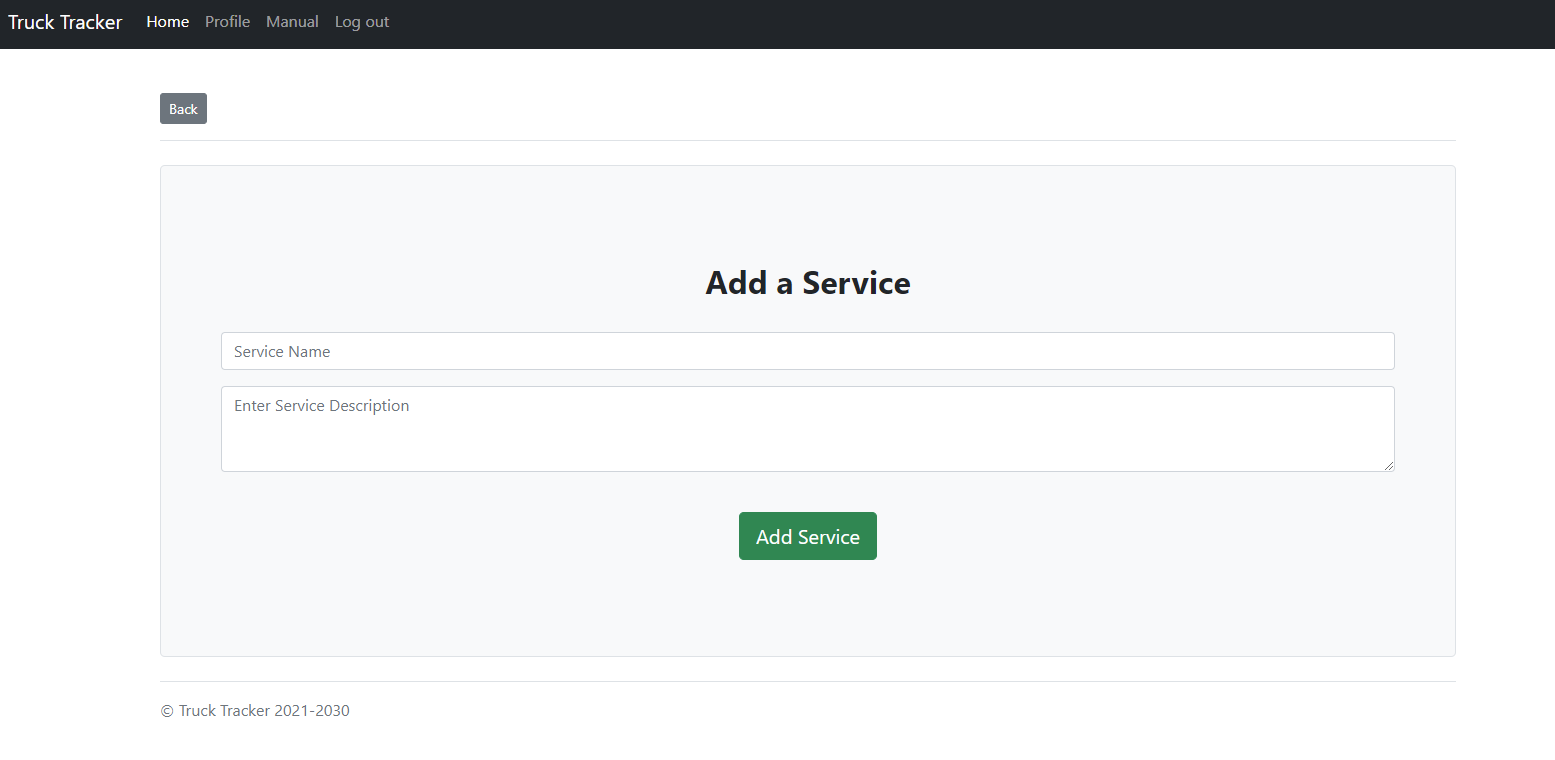 Truck Tracker Home Profile Manual Log out
Back
Add a Service
Service Name
Enter Service Description
Add Service
© Truck Tracker 2021-2030